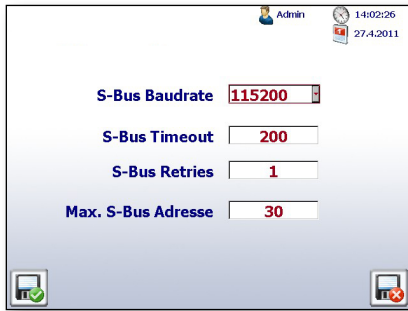 Admin 14:02:26
27.4.2011
S-Bus Baudrate 115200
S-Bus Timeout 200
S-Bus Retries 1
Max. S-Bus Adresse 30